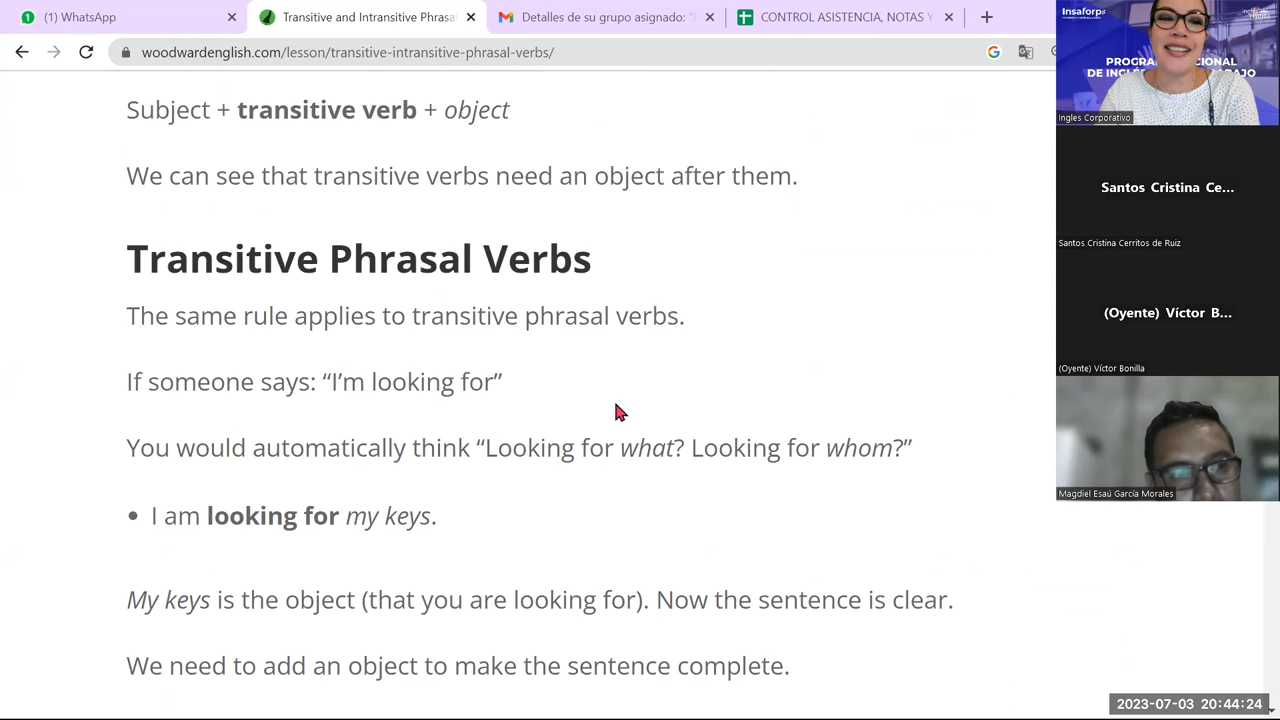 (1) WhatsApp
Transitive and Intransitive Phrasal
Detalles de su grupo asignado: "I
CONTROL ASISTENCIA, NOTAS Y
woodwardenglish.com/lesson/transitive-intransitive-phrasal-verbs/
Subject + transitive verb + object
We can see that transitive verbs need an object after them.
Transitive Phrasal Verbs
The same rule applies to transitive phrasal verbs.
If someone says: “I’m looking for”
You would automatically think “Looking for what? Looking for whom?”
• I am looking for my keys.
My keys is the object (that you are looking for). Now the sentence is clear.
We need to add an object to make the sentence complete.
Insaforp
Ingles Corporativo
Santos Cristina Ce...
Santos Cristina Cerritos de Ruiz
(Oyente) Víctor B...
(Oyente) Víctor Bonilla
Magdiel Esaú García Morales
2023-07-03 20:44:24